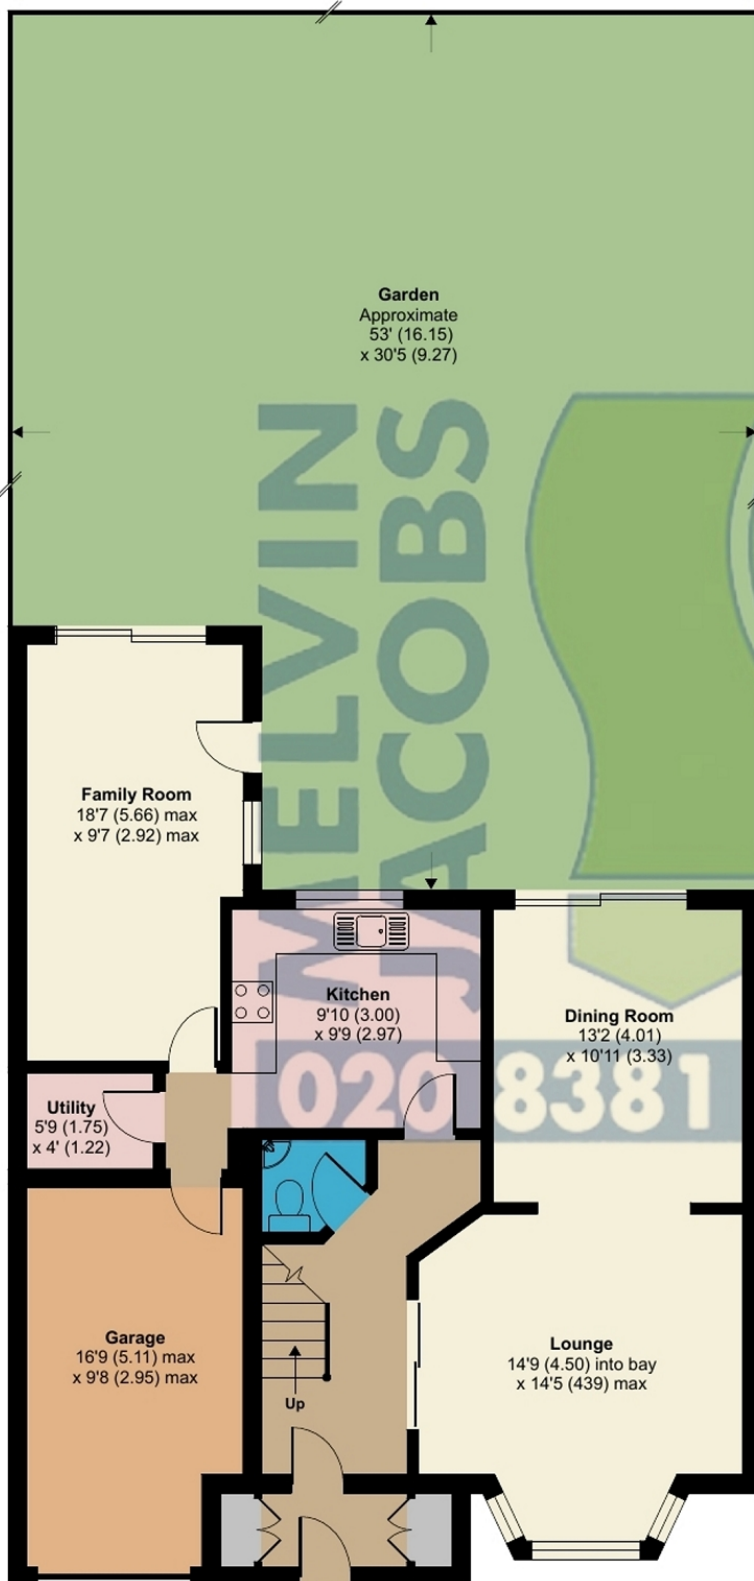 Garden
Approximate
53' (16.15)
x 30'5 (9.27)
MELVIN
JACOBS
Family Room
18'7 (5.66) max
x 9'7 (2.92) max
Kitchen
9'10 (3.00)
x 9'9 (2.97)
Dining Room
13'2 (4.01)
x 10'11 (3.33)
020 8381
Utility
5'9 (1.75)
x 4' (1.22)
Garage
16'9 (5.11) max
x 9'8 (2.95) max
Lounge
14'9 (4.50) into bay
x 14'5 (439) max
Up